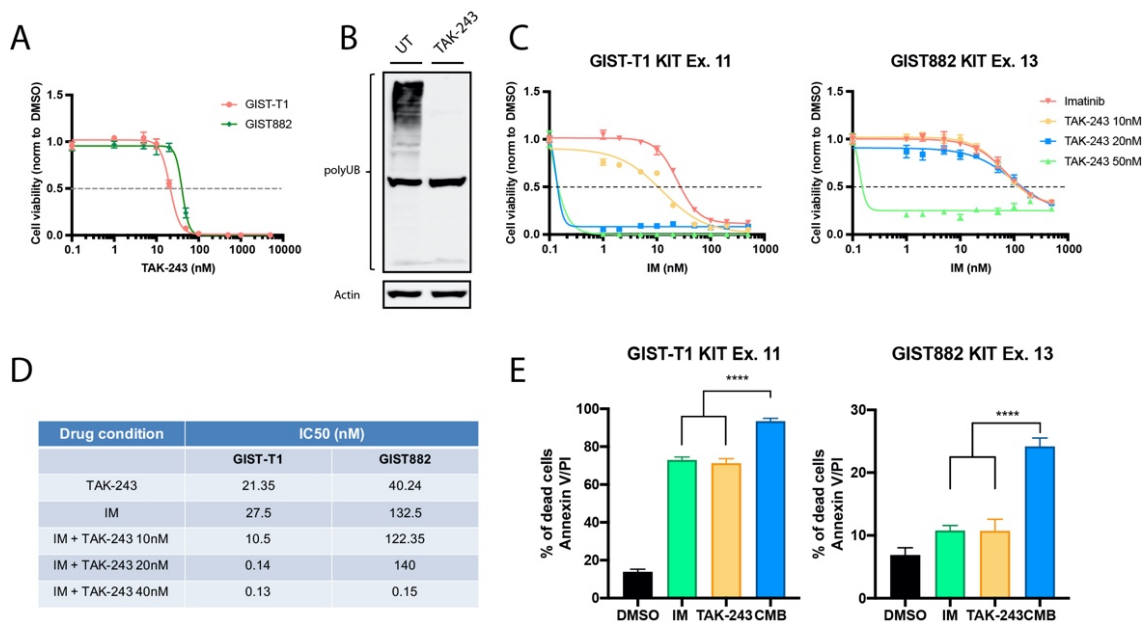 A
Cell viability (norm to DMSO)
1.5
1.0
0.5
0.0
0.1 1 10 100 1000 10000
TAK-243 (nM)
GIST-T1
GIST882
B
UT TAK-243
polyUB
Actin
C
GIST-T1 KIT Ex. 11
Cell viability (norm to DMSO)
1.5
1.0
0.5
0.0
0.1 1 10 100 1000
IM (nM)
GIST882 KIT Ex. 13
Cell viability (norm to DMSO)
1.5
1.0
0.5
0.0
0.1 1 10 100 1000
IM (nM)
Imatinib
TAK-243 10nM
TAK-243 20nM
TAK-243 50nM
D
Drug condition IC50 (nM)
GIST-T1 GIST882
TAK-243 21.35 40.24
IM 27.5 132.5
IM + TAK-243 10nM 10.5 122.35
IM + TAK-243 20nM 0.14 140
IM + TAK-243 40nM 0.13 0.15
E
GIST-T1 KIT Ex. 11
% of dead cells
Annexin V/PI
100
80
60
40
20
0
****
DMSO IM TAK-243 CMB
GIST882 KIT Ex. 13
% of dead cells
Annexin V/PI
30
20
10
0
****
DMSO IM TAK-243 CMB